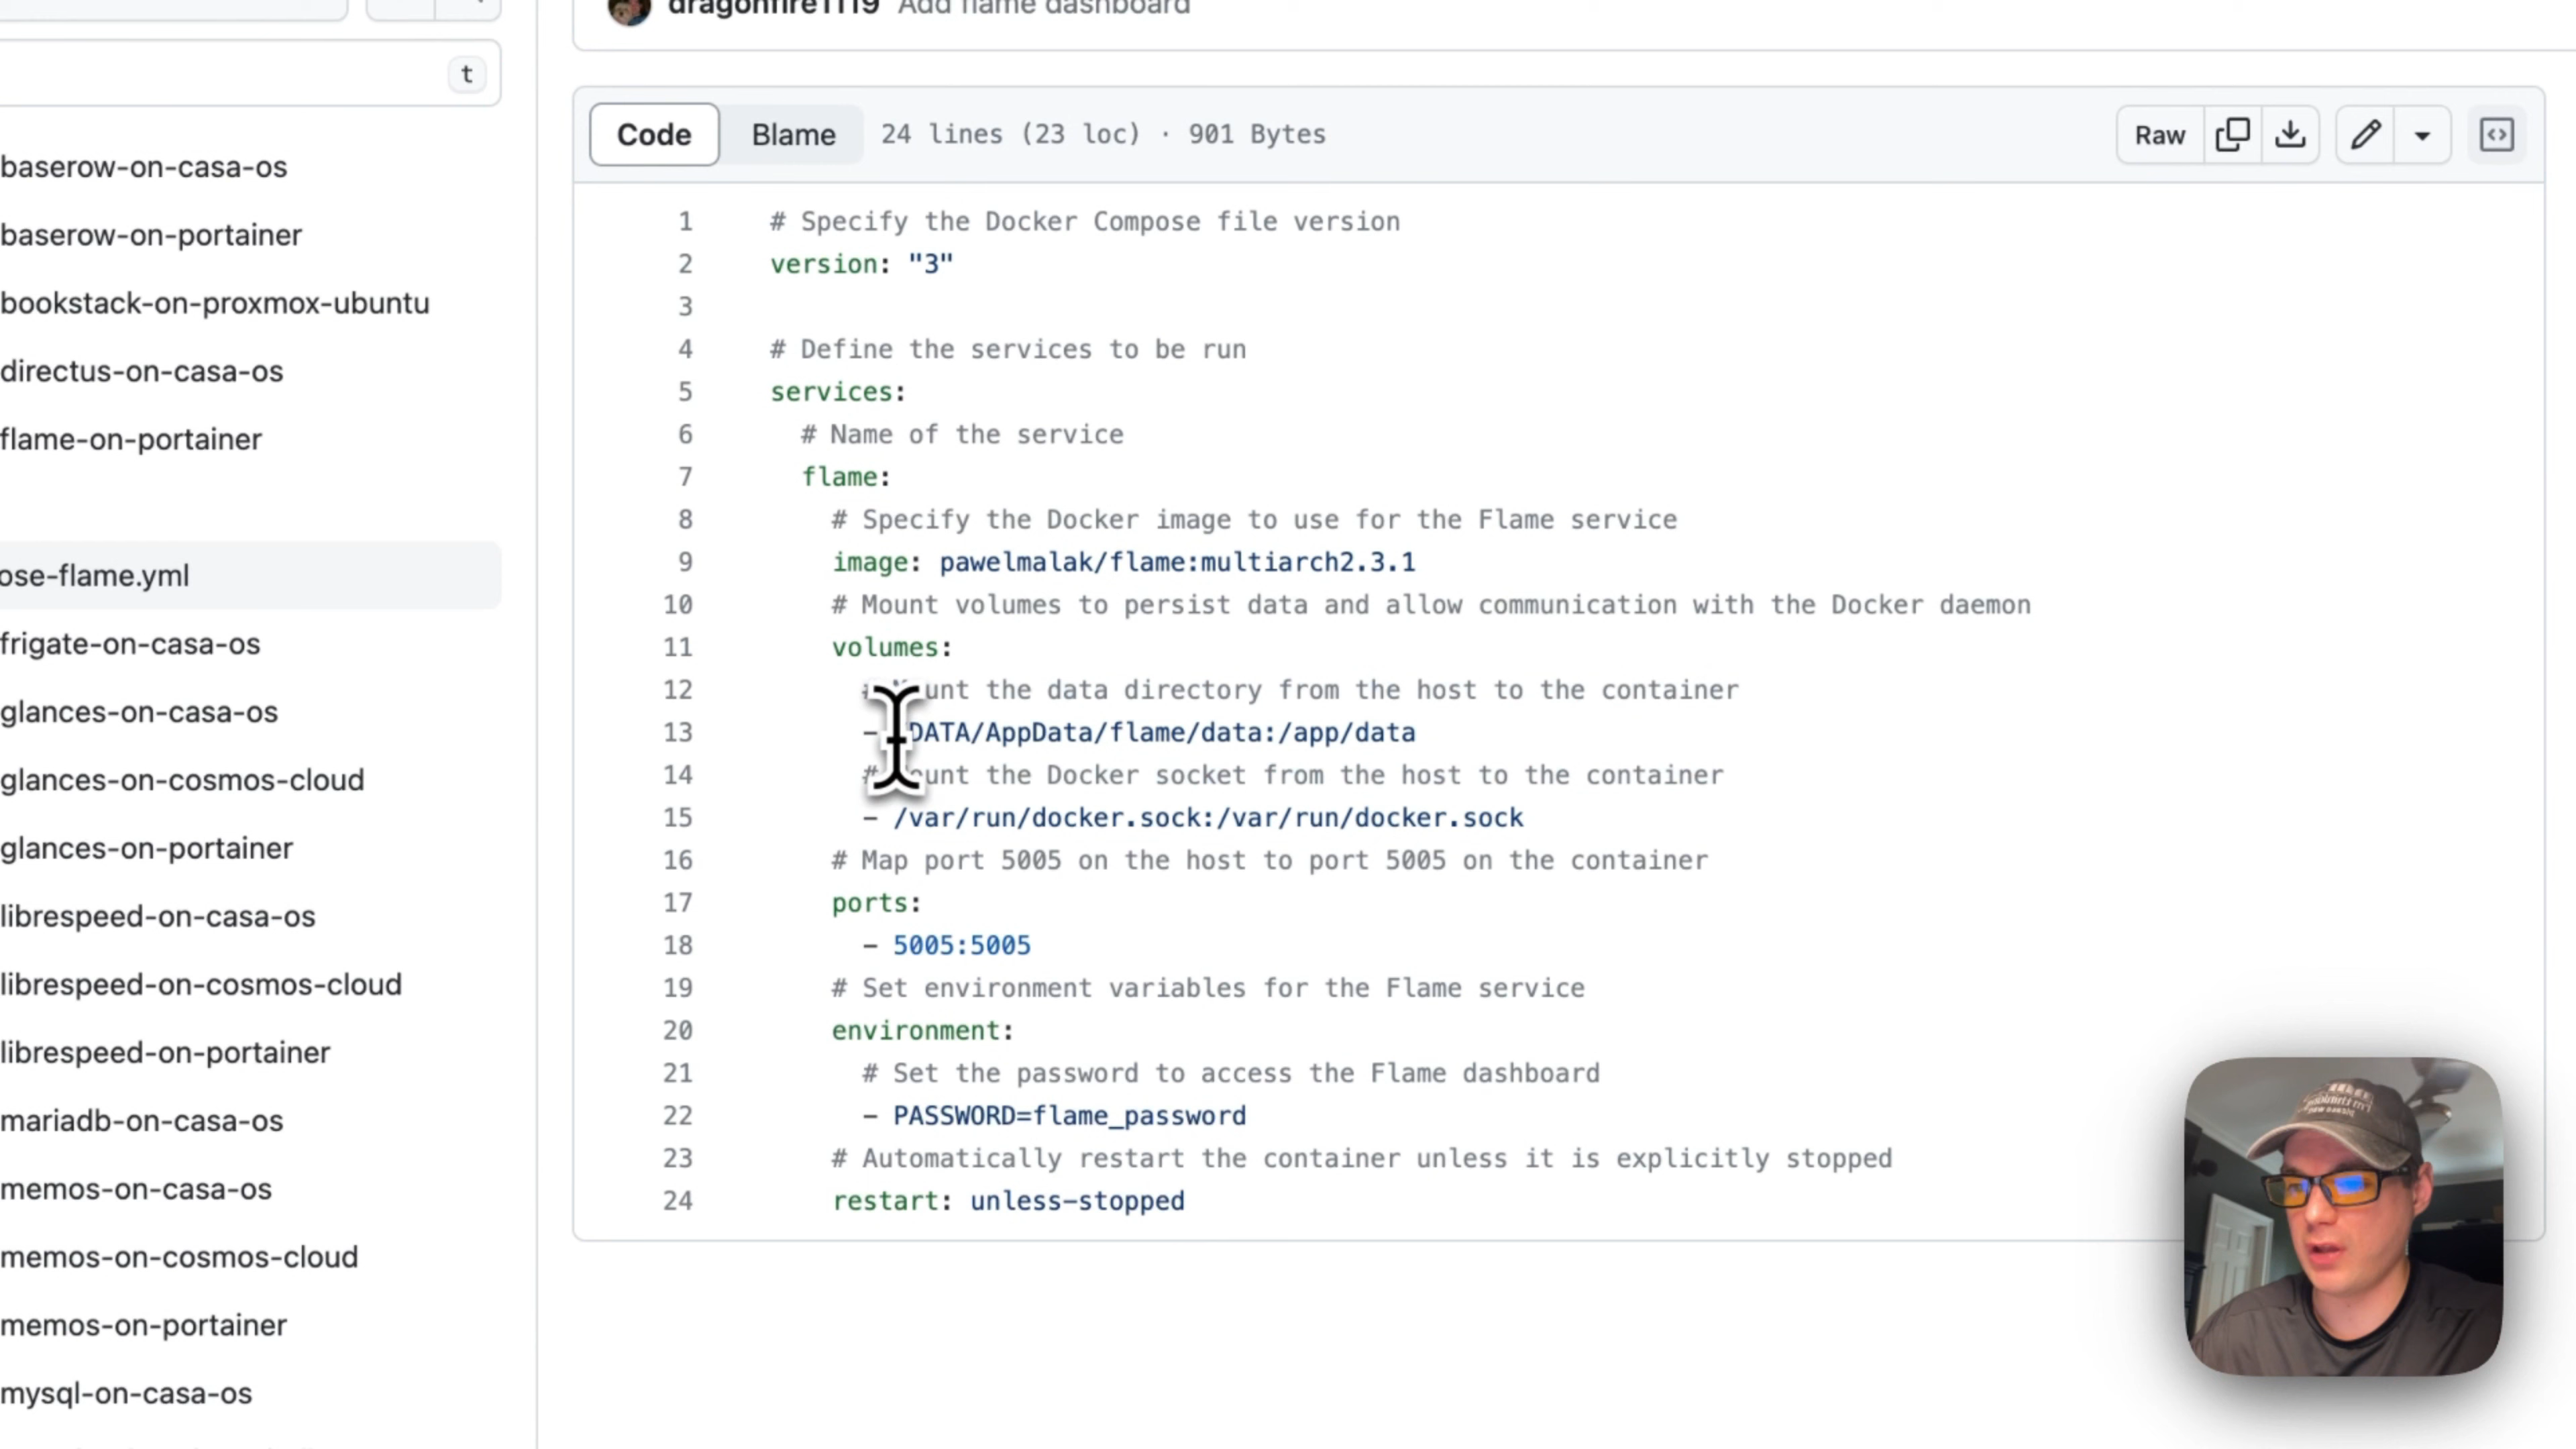 dragonfire1119 Add flame dashboard
t
baserow-on-casa-os
baserow-on-portainer
bookstack-on-proxmox-ubuntu
directus-on-casa-os
flame-on-portainer
ose-flame.yml
frigate-on-casa-os
glances-on-casa-os
glances-on-cosmos-cloud
glances-on-portainer
librespeed-on-casa-os
librespeed-on-cosmos-cloud
librespeed-on-portainer
mariadb-on-casa-os
memos-on-casa-os
memos-on-cosmos-cloud
memos-on-portainer
mysql-on-casa-os
Code Blame 24 lines (23 loc) · 901 Bytes Raw
1 # Specify the Docker Compose file version
2 version: "3"
3
4 # Define the services to be run
5 services:
6 # Name of the service
7 flame:
8 # Specify the Docker image to use for the Flame service
9 image: pawelmalak/flame:multiarch2.3.1
10 # Mount volumes to persist data and allow communication with the Docker daemon
11 volumes:
12 # Mount the data directory from the host to the container
13 - /DATA/AppData/flame/data:/app/data
14 # Mount the Docker socket from the host to the container
15 - /var/run/docker.sock:/var/run/docker.sock
16 # Map port 5005 on the host to port 5005 on the container
17 ports:
18 - 5005:5005
19 # Set environment variables for the Flame service
20 environment:
21 # Set the password to access the Flame dashboard
22 - PASSWORD=flame_password
23 # Automatically restart the container unless it is explicitly stopped
24 restart: unless-stopped